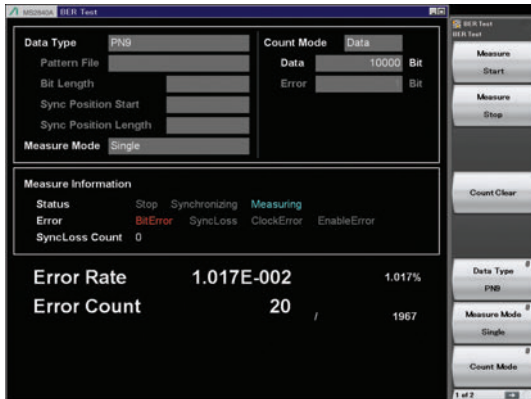 MS2840A BER Test
Data Type PN9
Pattern File
Bit Length
Sync Position Start
Sync Position Length
Measure Mode Single
Count Mode Data
Data 10000 Bit
Error Bit
Measure Information
Status Stop Synchronizing Measuring
Error BitError SyncLoss ClockError EnableError
SyncLoss Count 0
Error Rate 1.017E-002 1.017%
Error Count 20 / 1967
BER Test
BER Test
Measure
Start
Measure
Stop
Count Clear
Data Type
PN9
Measure Mode
Single
Count Mode
1 of 2